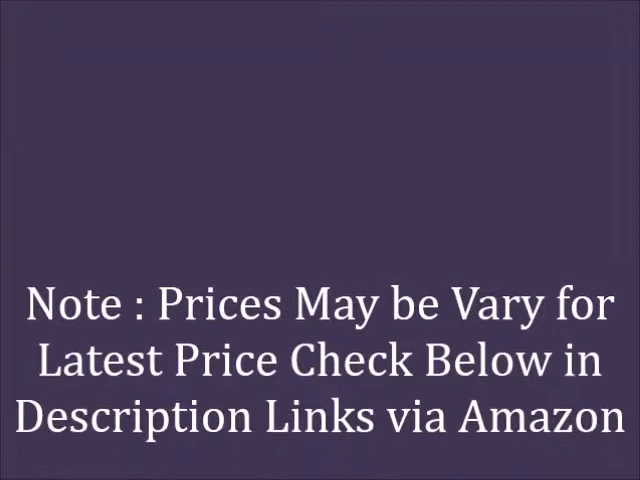 Note : Prices May be Vary for
Latest Price Check Below in
Description Links via Amazon